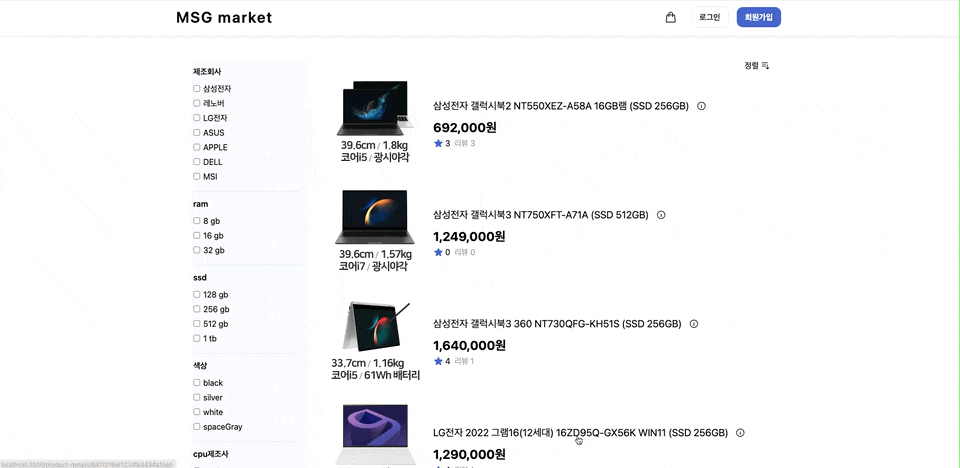 MSG market
로그인
회원가입
정렬
제조회사
삼성전자
레노버
LG전자
ASUS
APPLE
DELL
MSI
ram
8 gb
16 gb
32 gb
ssd
128 gb
256 gb
512 gb
1 tb
색상
black
silver
white
spaceGray
cpu제조사
39.6cm / 1.8kg
코어i5 / 광시야각
삼성전자 갤럭시북2 NT550XEZ-A58A 16GB램 (SSD 256GB)
692,000원
3 리뷰 3
39.6cm / 1.57kg
코어i7 / 광시야각
삼성전자 갤럭시북3 NT750XFT-A71A (SSD 512GB)
1,249,000원
0 리뷰 0
33.7cm / 1.16kg
코어i5 / 61Wh 배터리
삼성전자 갤럭시북3 360 NT730QFG-KH51S (SSD 256GB)
1,640,000원
4 리뷰 1
LG전자 2022 그램16(12세대) 16ZD95Q-GX56K WIN11 (SSD 256GB)
1,290,000원